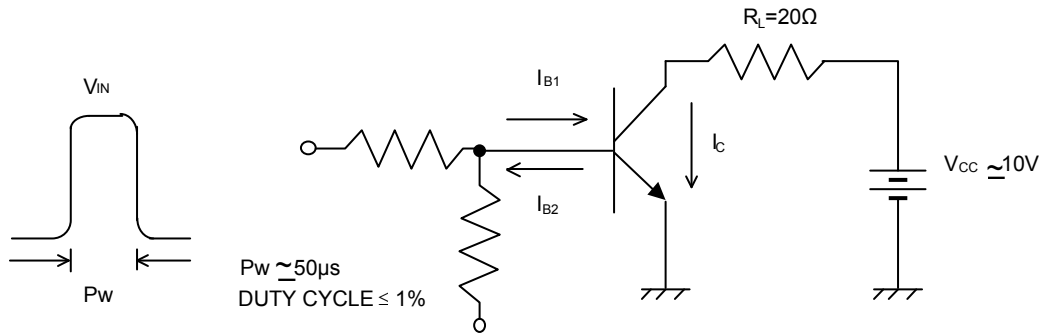 R_L=20Ω
V_IN
I_B1
I_C
I_B2
V_CC ≃10V
Pw
Pw ≃50µs
DUTY CYCLE ≤ 1%